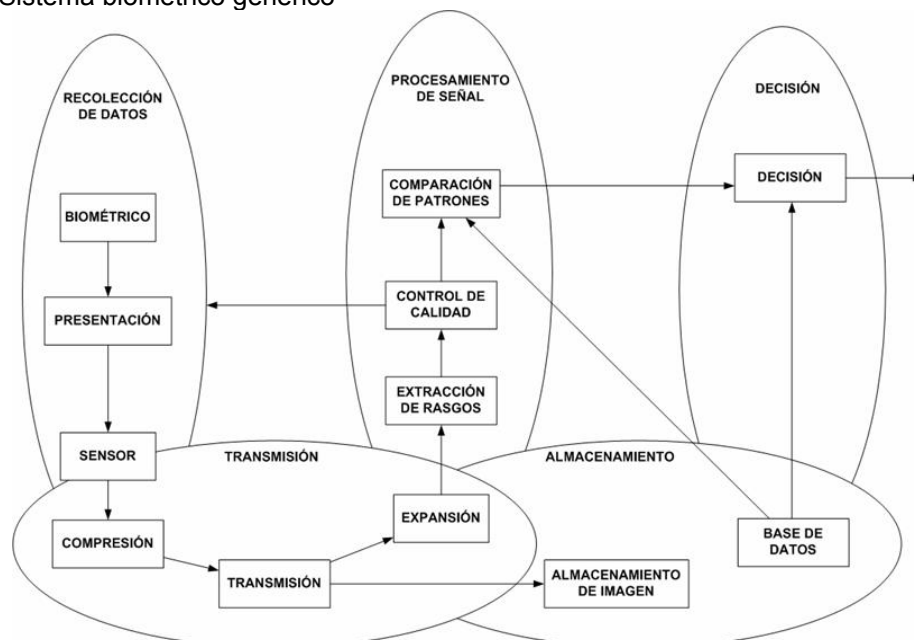 Sistema biométrico genérico
RECOLECCIÓN
DE DATOS
BIOMÉTRICO
PRESENTACIÓN
SENSOR
PROCESAMIENTO
DE SEÑAL
COMPARACIÓN
DE PATRONES
CONTROL DE
CALIDAD
EXTRACCIÓN
DE RASGOS
DECISIÓN
DECISIÓN
TRANSMISIÓN
COMPRESIÓN
TRANSMISIÓN
EXPANSIÓN
ALMACENAMIENTO
ALMACENAMIENTO
DE IMAGEN
BASE DE
DATOS